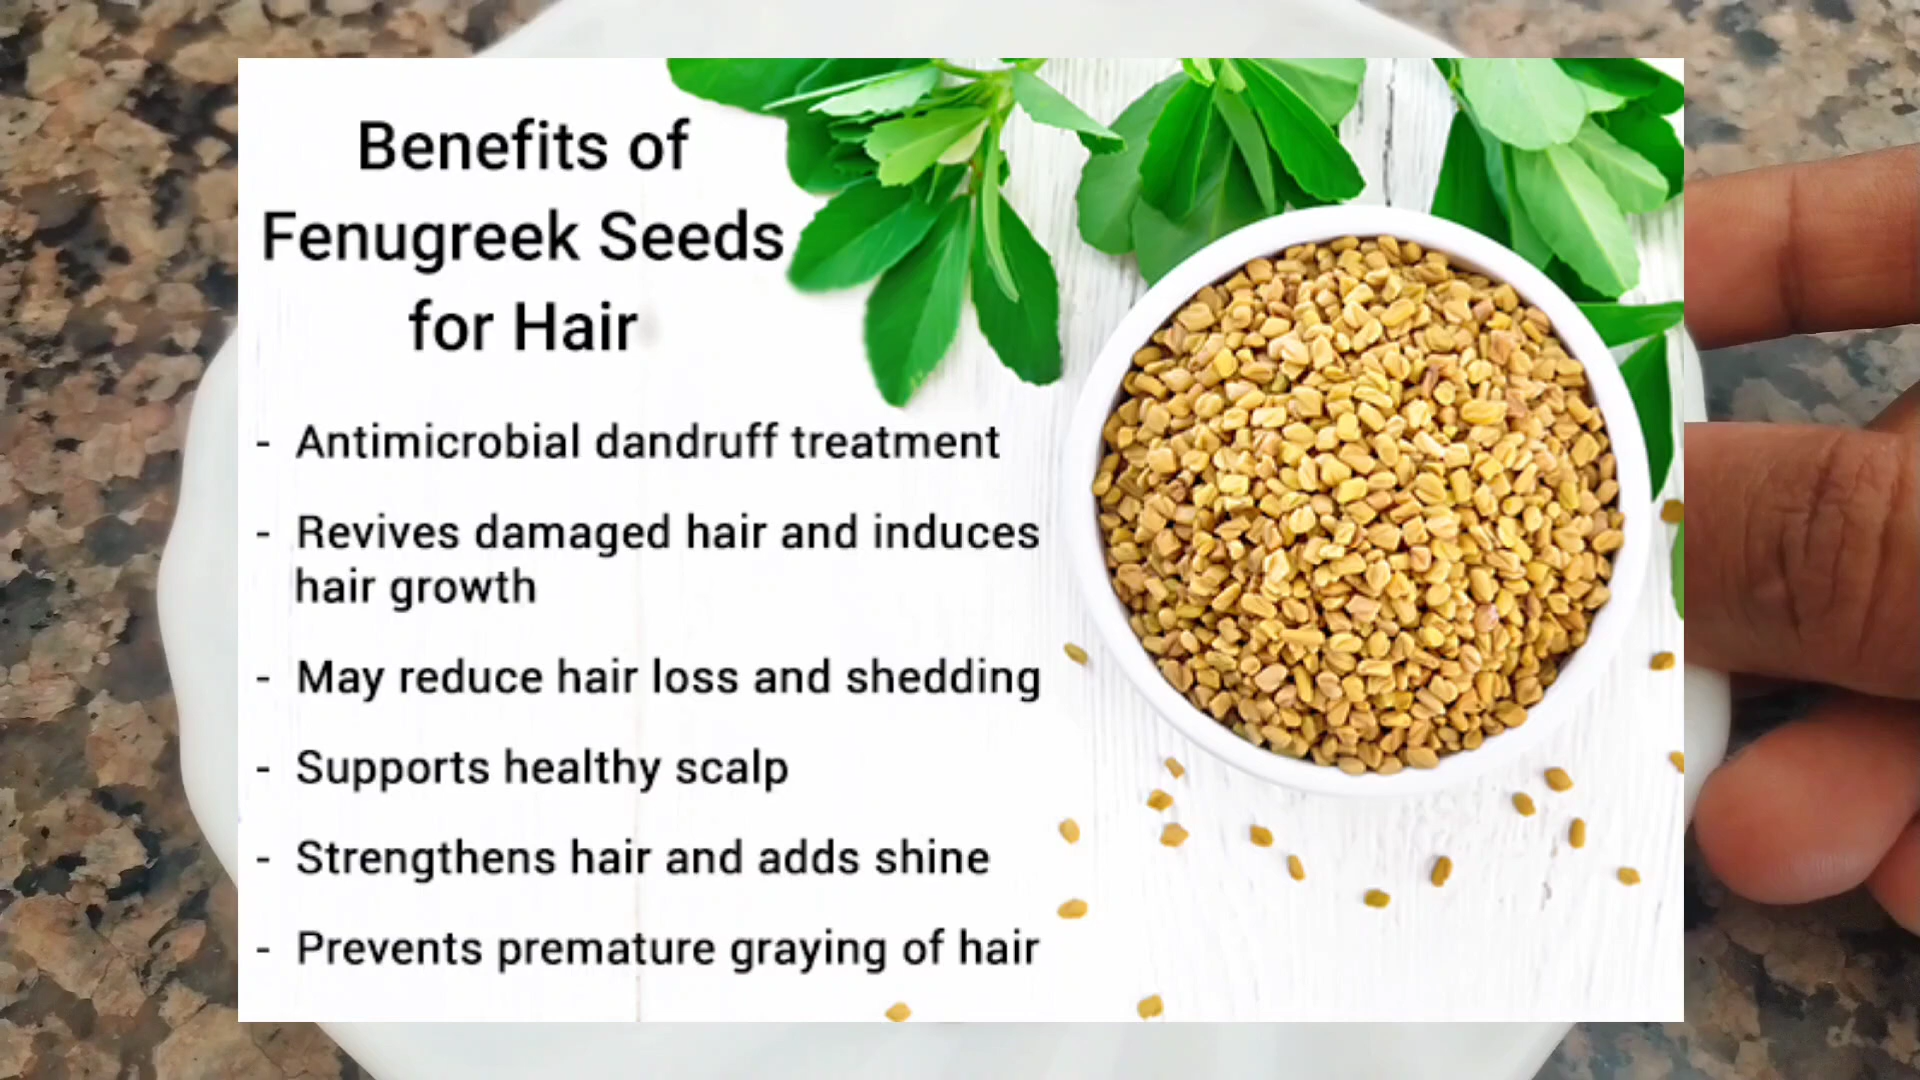 Benefits of
Fenugreek Seeds
for Hair
- Antimicrobial dandruff treatment
- Revives damaged hair and induces
hair growth
- May reduce hair loss and shedding
- Supports healthy scalp
- Strengthens hair and adds shine
- Prevents premature graying of hair